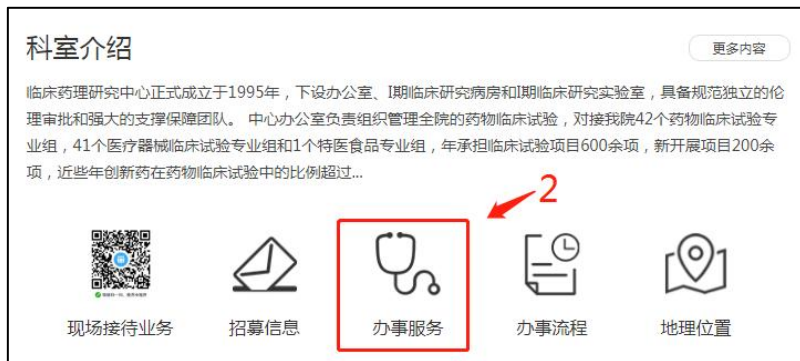 科室介绍
更多内容
临床药理研究中心正式成立于1995年，下设办公室、I期临床研究病房和I期临床研究实验室，具备规范独立的伦
理审批和强大的支撑保障团队。 中心办公室负责组织管理全院的药物临床试验，对接我院42个药物临床试验专
业组，41个医疗器械临床试验专业组和1个特医食品专业组，年承担临床试验项目600余项，新开展项目200余
项，近些年创新药在药物临床试验中的比例超过...
2
现场接待业务
招募信息
办事服务
办事流程
地理位置